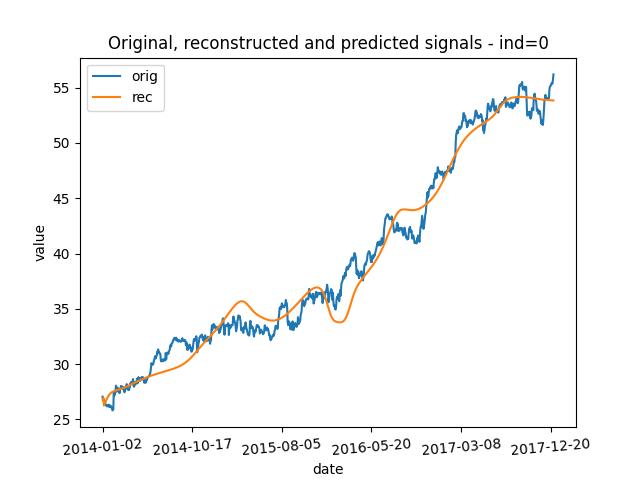 Original, reconstructed and predicted signals - ind=0
orig
rec
55
50
45
40
35
30
25
value
2014-01-02 2014-10-17 2015-08-05 2016-05-20 2017-03-08 2017-12-20
date